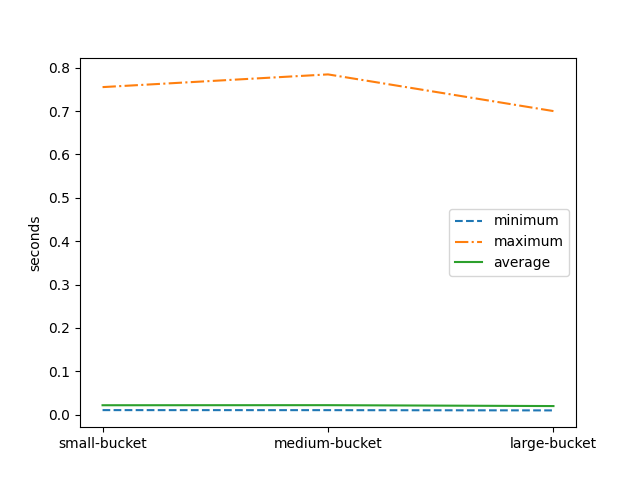 0.8
0.7
0.6
0.5
0.4
0.3
0.2
0.1
0.0
seconds
minimum
maximum
average
small-bucket
medium-bucket
large-bucket